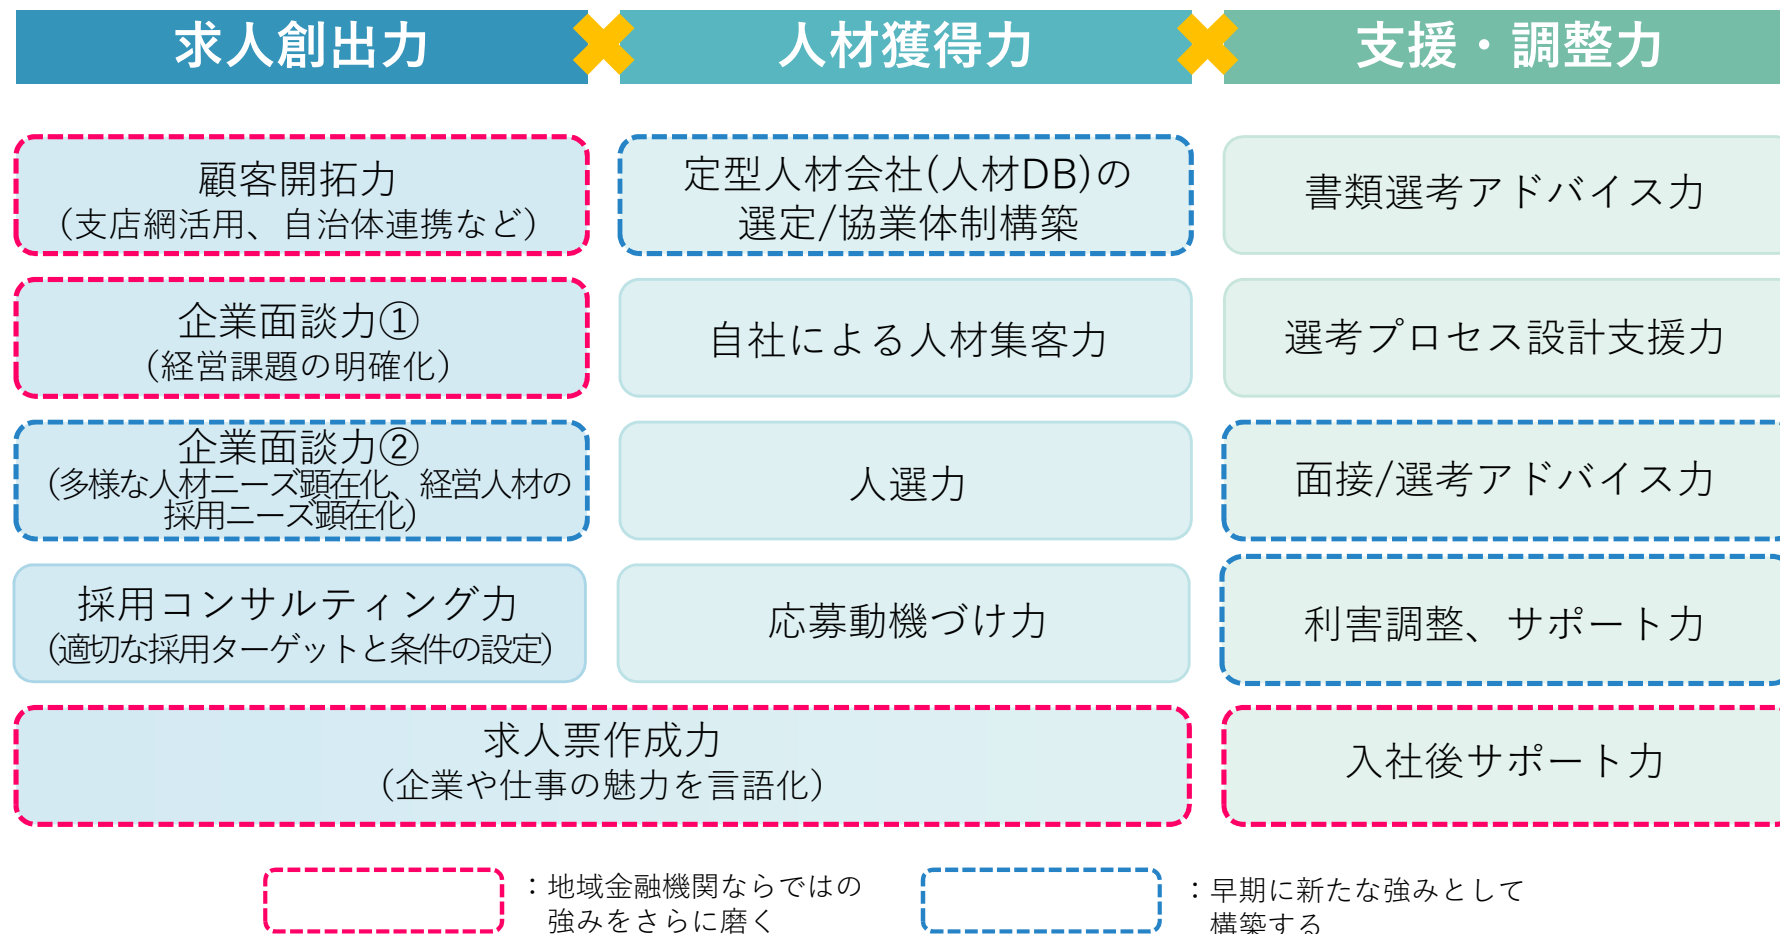 求人創出力
人材獲得力
支援・調整力
顧客開拓力
（支店網活用、自治体連携など）
定型人材会社(人材DB)の
選定/協業体制構築
書類選考アドバイス力
企業面談力①
（経営課題の明確化）
自社による人材集客力
選考プロセス設計支援力
企業面談力②
（多様な人材ニーズ顕在化、経営人材の
採用ニーズ顕在化）
人選力
面接/選考アドバイス力
採用コンサルティング力
（適切な採用ターゲットと条件の設定）
応募動機づけ力
利害調整、サポート力
求人票作成力
（企業や仕事の魅力を言語化）
入社後サポート力
：地域金融機関ならではの
強みをさらに磨く
：早期に新たな強みとして
構築する